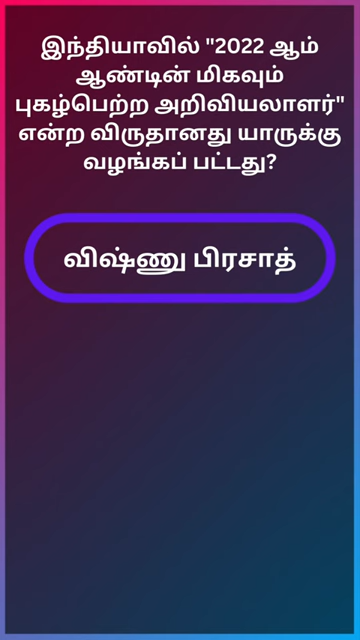 இந்தியாவில் "2022 ஆம்
ஆண்டின் மிகவும்
புகழ்பெற்ற அறிவியலாளர்"
என்ற விருதானது யாருக்கு
வழங்கப் பட்டது?
விஷ்ணு பிரசாத்